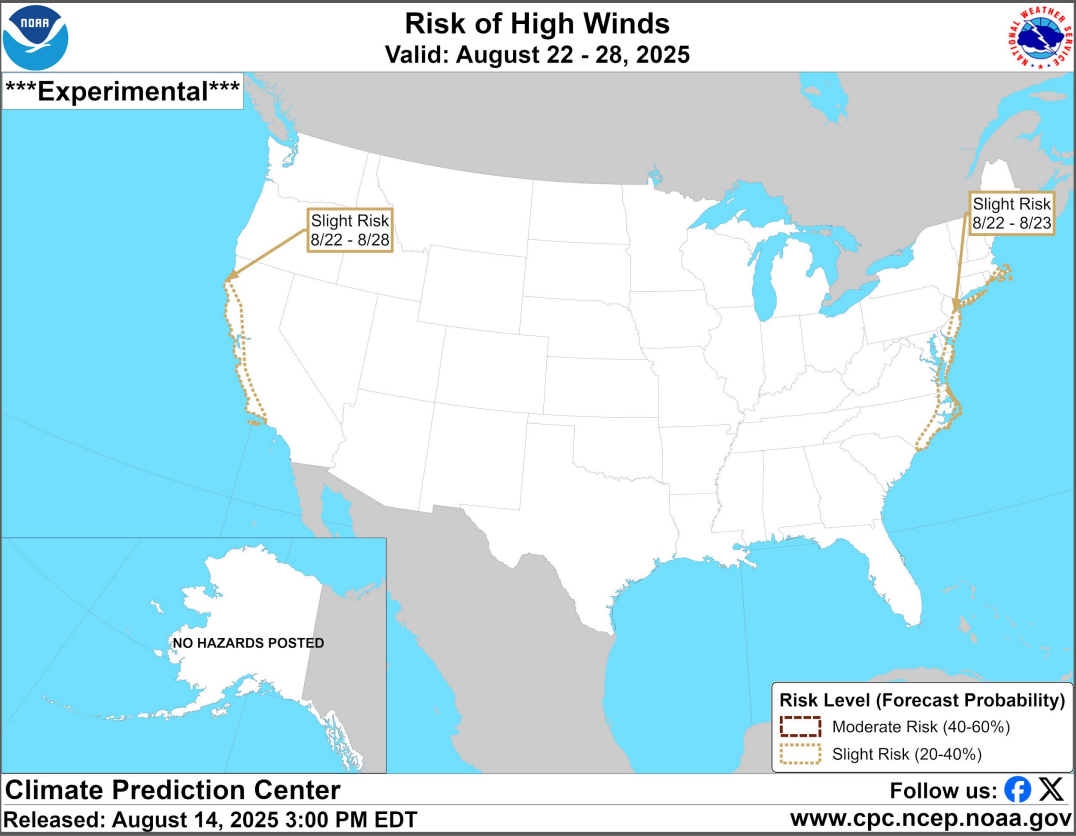 NOAA
Risk of High Winds
Valid: August 22 - 28, 2025
NATIONAL WEATHER SERVICE
***Experimental***
Slight Risk
8/22 - 8/28
Slight Risk
8/22 - 8/23
NO HAZARDS POSTED
Risk Level (Forecast Probability)
Moderate Risk (40-60%)
Slight Risk (20-40%)
Climate Prediction Center
Follow us:
Released: August 14, 2025 3:00 PM EDT
www.cpc.ncep.noaa.gov